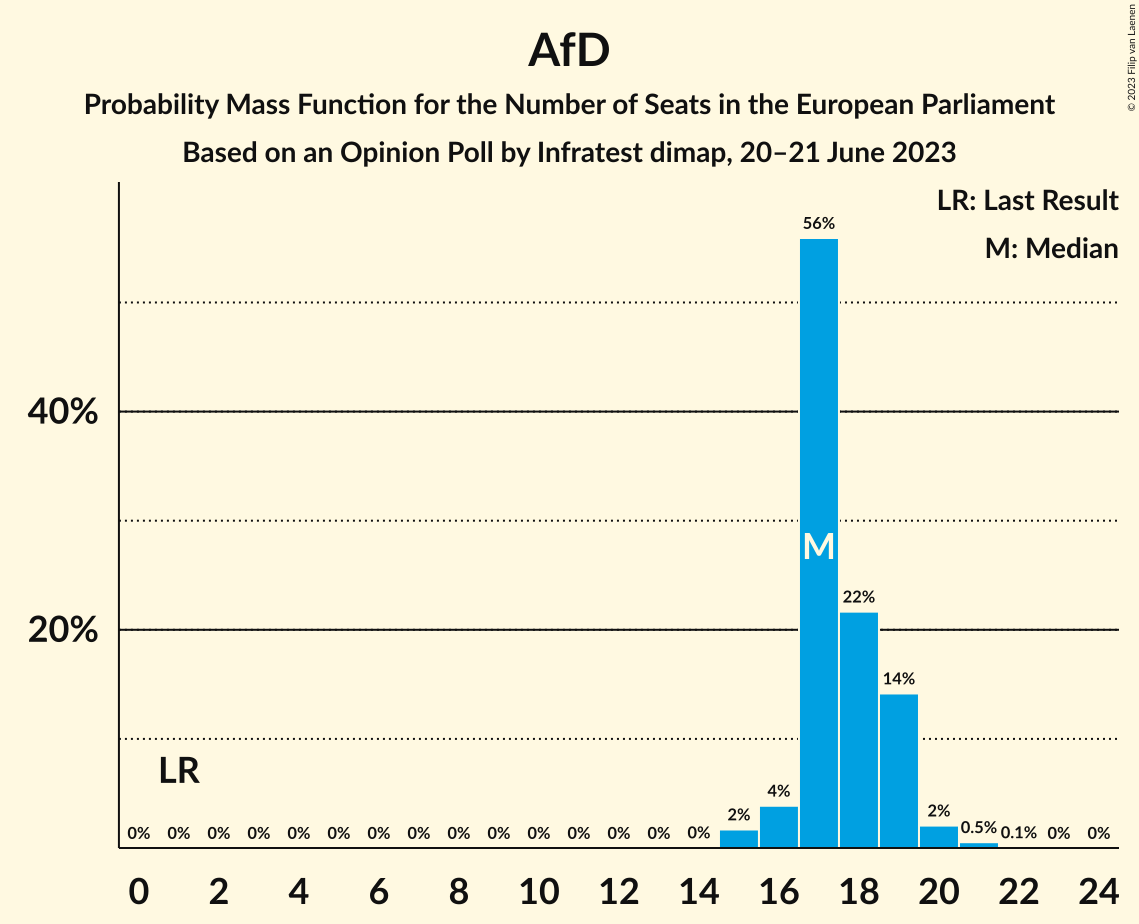 AfD
Probability Mass Function for the Number of Seats in the European Parliament
Based on an Opinion Poll by Infratest dimap, 20–21 June 2023
© 2023 Filip van Laenen
LR: Last Result
M: Median
56%
40%
M
22%
20%
14%
LR
0% 0% 0% 0% 0% 0% 0% 0% 0% 0% 0% 0% 0% 0% 0% 2% 4% 2% 0.5% 0.1% 0% 0%
0 2 4 6 8 10 12 14 16 18 20 22 24